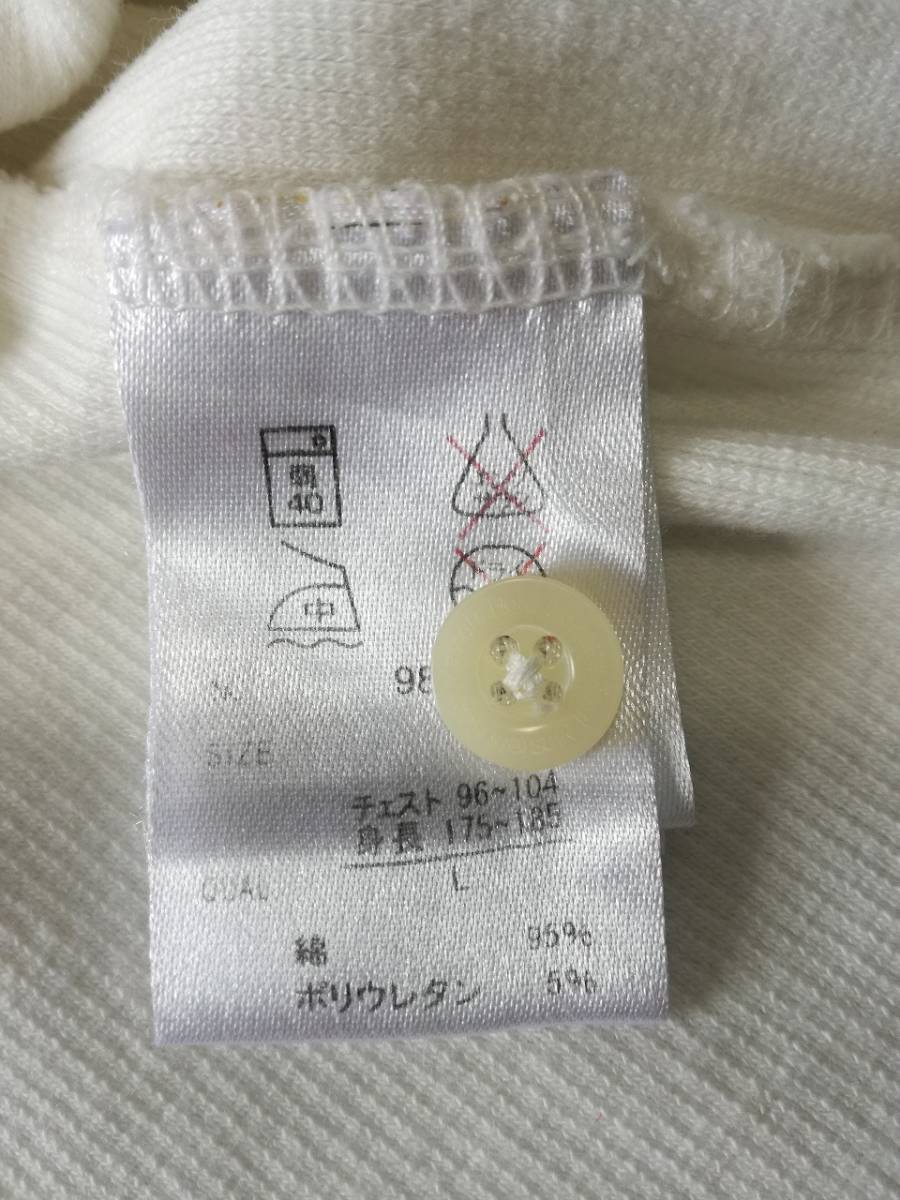 弱
40
中
98
SIZE
チェスト 96~104
身長 175~185
L
QUAL
綿 95%
ポリウレタン 5%